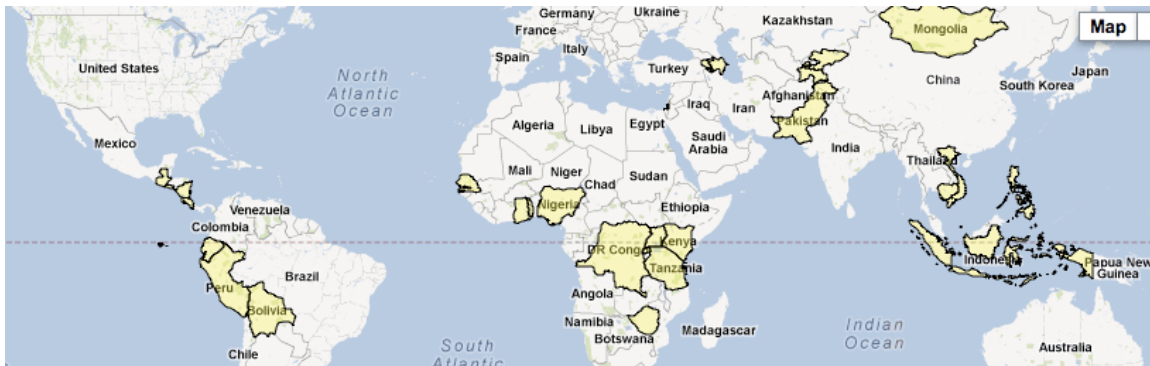 Germany
Ukraine
Kazakhstan
Mongolia
Map
France
Italy
Spain
Turkey
United States
North
Atlantic
Ocean
China
Japan
South Korea
Afghanistan
Iraq
Iran
Pakistan
Algeria
Libya
Egypt
Saudi
Arabia
India
Mexico
Mali
Niger
Chad
Sudan
Thailand
Nigeria
Ethiopia
Venezuela
Colombia
DR Congo
Kenya
Tanzania
Indonesia
Papua New
Guinea
Brazil
Peru
Bolivia
Angola
Namibia
Botswana
Madagascar
Indian
Ocean
Chile
South
Atlantic
Australia